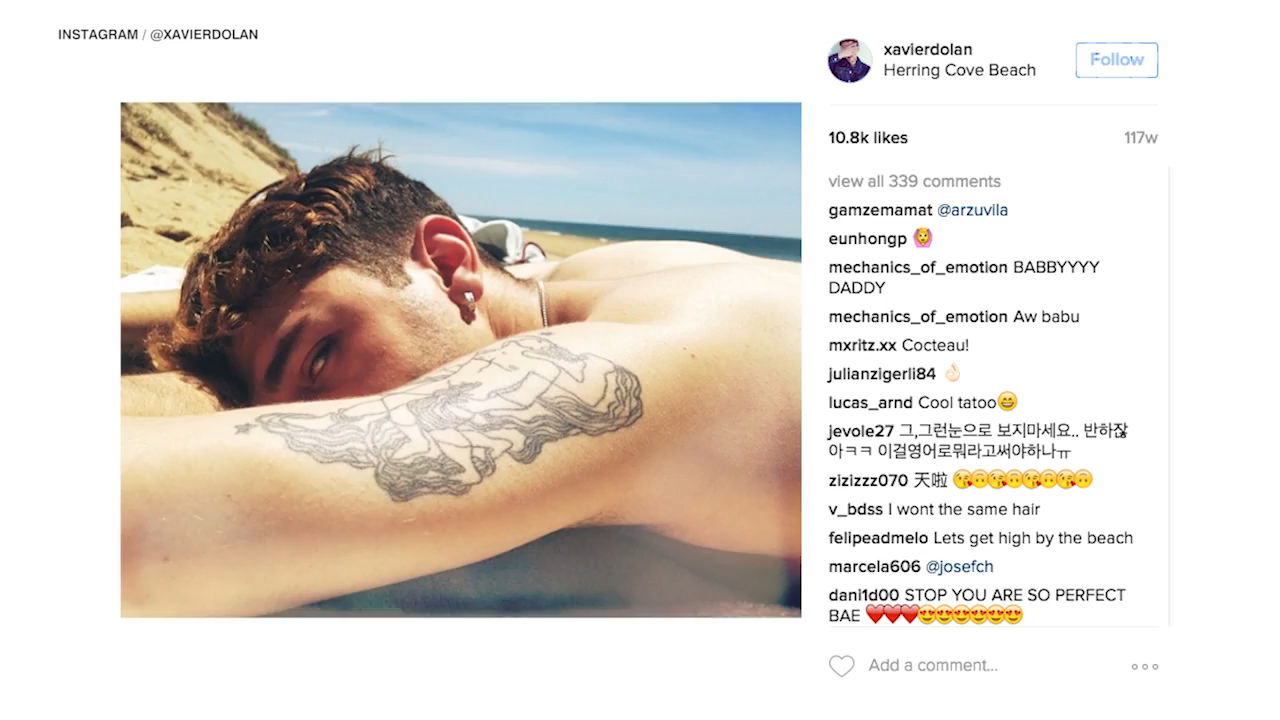 INSTAGRAM / @XAVIERDOLAN
xavierdolan
Herring Cove Beach
Follow
10.8k likes
117w
view all 339 comments
gamzemamat @arzuvila
eunhongp 🙆
mechanics_of_emotion BABBYYYY
DADDY
mechanics_of_emotion Aw babu
mxritz.xx Cocteau!
julianzigerli84 👌🏻
lucas_arnd Cool tatoo😄
jevole27 그,그런눈으로 보지마세요.. 반하잖
아ㅋㅋ 이걸영어로뭐라고써야하나ㅠ
zizizzz070 天啦 😘🙃😘🙃😘🙃😘🙃
v_bdss I wont the same hair
felipeadmelo Lets get high by the beach
marcela606 @josefch
dani1d00 STOP YOU ARE SO PERFECT
BAE ❤️❤️❤️😍😍😍😍😍😍
Add a comment...